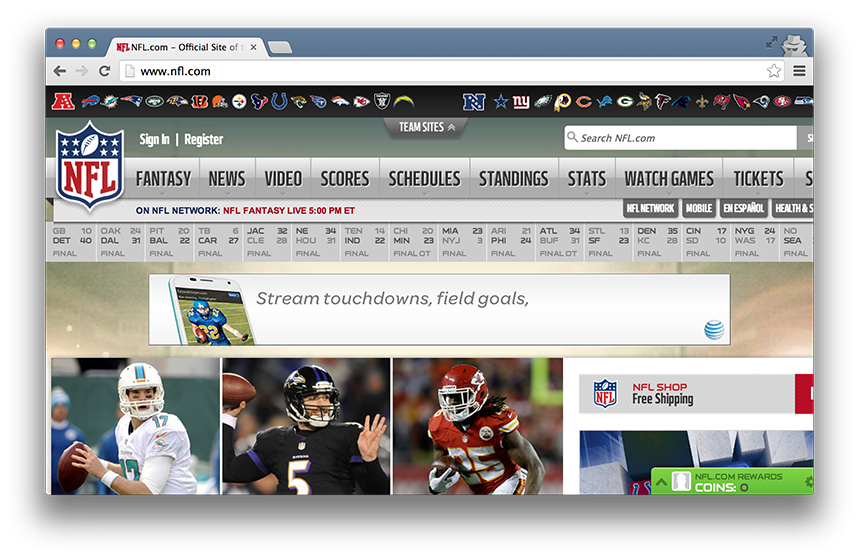 NFL.com - Official Site of t
www.nfl.com
TEAM SITES
Sign In | Register
Search NFL.com
NFL
FANTASY NEWS VIDEO SCORES SCHEDULES STANDINGS STATS WATCH GAMES TICKETS S
ON NFL NETWORK: NFL FANTASY LIVE 5:00 PM ET
NFL NETWORK MOBILE EN ESPAÑOL HEALTH & S
GB 10 OAK 24 PIT 20 TB 6 JAC 32 NE 34 TEN 14 CHI 20 MIA 23 ARI 21 ATL 34 STL 13 DEN 35 CIN 17 NYG 24 NO
DET 40 DAL 31 BAL 22 CAR 27 CLE 28 HOU 31 IND 22 MIN 23 NYJ 3 PHI 24 BUF 31 SF 23 KC 28 SD 10 WAS 17 SEA
FINAL FINAL FINAL FINAL FINAL FINAL FINAL FINAL OT FINAL FINAL FINAL OT FINAL FINAL FINAL FINAL MON
Stream touchdowns, field goals,
17
17
5
25
NFL
NFL SHOP
Free Shipping
NFL.COM REWARDS
COINS: 0